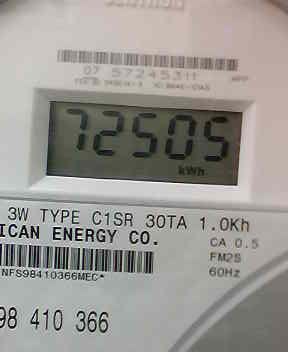 07 57245311
72505
kWh
3W TYPE C1SR 30TA 1.0Kh
ICAN ENERGY CO.
CA 0.5
FM2S
NFS98410366MEC*
60Hz
98 410 366